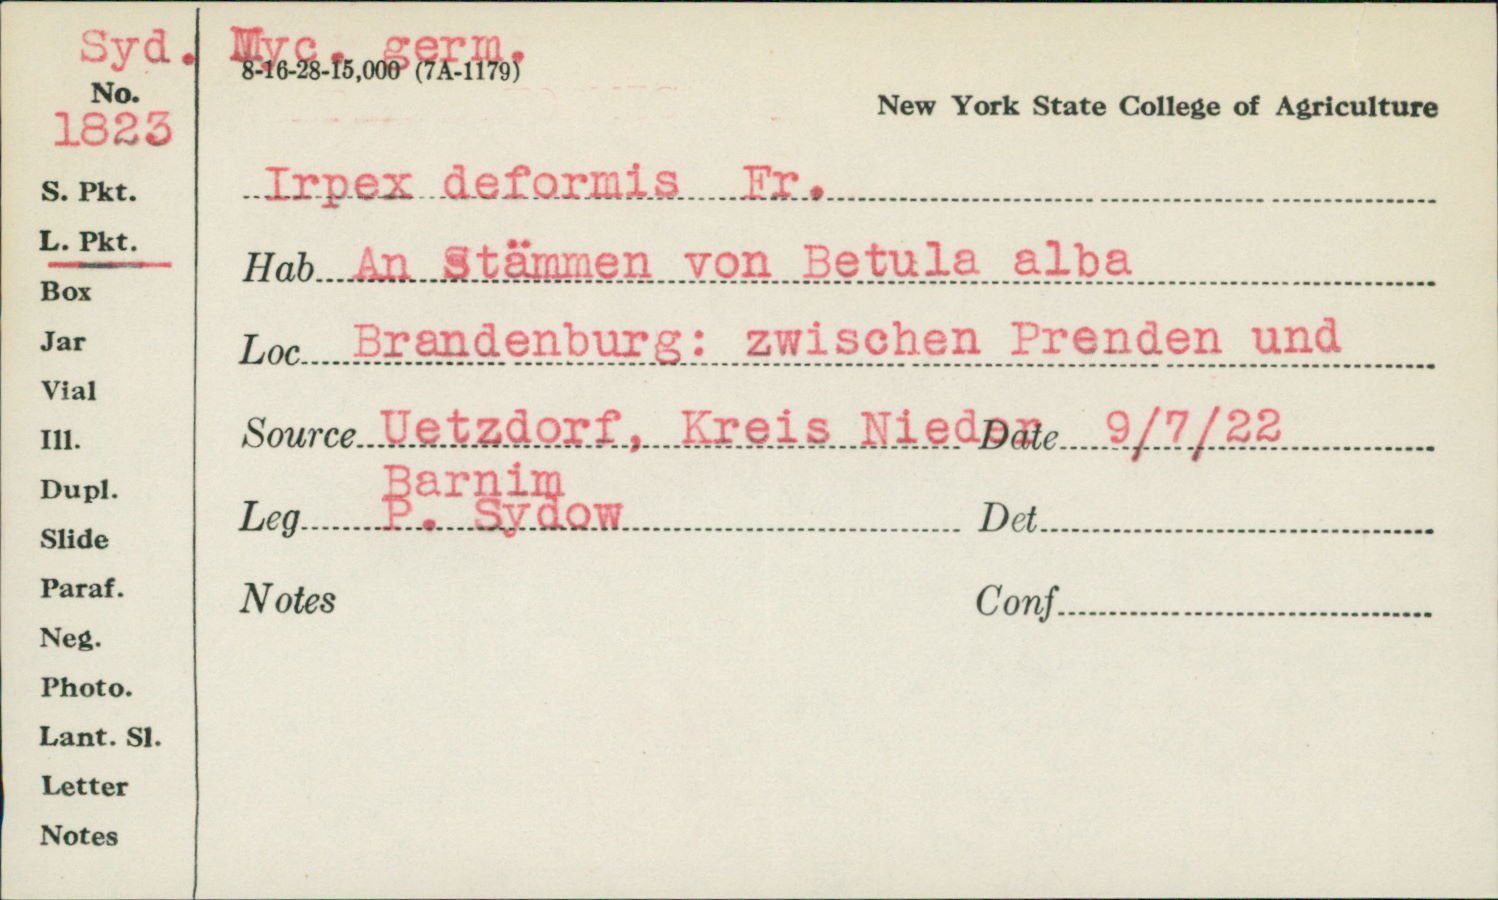 Syd. Myc. germ.
8-16-28-15,000 (7A-1179)
No.
1823
New York State College of Agriculture
Irpex deformis Fr.
S. Pkt.
L. Pkt.
Hab. An Stämmen von Betula alba
Box
Loc. Brandenburg: zwischen Prenden und
Jar
Vial
Source Uetzdorf, Kreis Nieder Date 9/7/22
Ill.
Barnim
Dupl.
Leg. P. Sydow Det.
Slide
Notes Conf.
Paraf.
Neg.
Photo.
Lant. Sl.
Letter
Notes